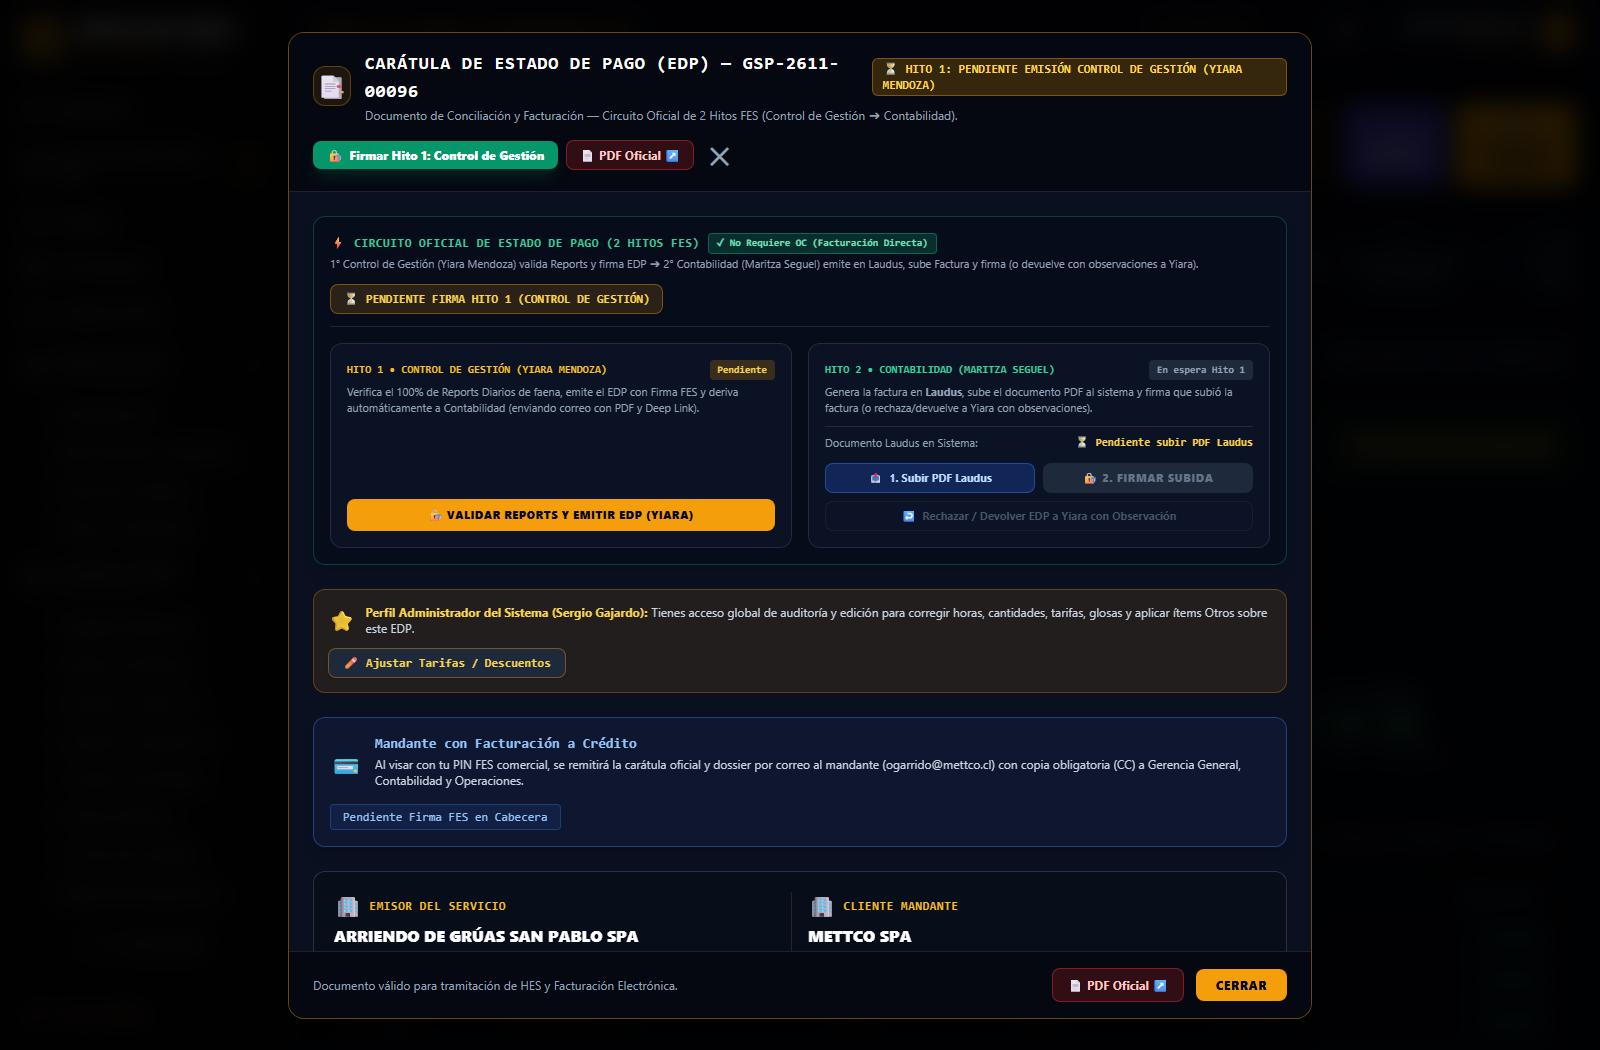 CARÁTULA DE ESTADO DE PAGO (EDP) — GSP-2611-
00096
⏳ HITO 1: PENDIENTE EMISIÓN CONTROL DE GESTIÓN (YIARA
MENDOZA)
Documento de Conciliación y Facturación — Circuito Oficial de 2 Hitos FES (Control de Gestión ➔ Contabilidad).
🔏 Firmar Hito 1: Control de Gestión
📄 PDF Oficial ↗
⚡ CIRCUITO OFICIAL DE ESTADO DE PAGO (2 HITOS FES)
✓ No Requiere OC (Facturación Directa)
1° Control de Gestión (Yiara Mendoza) valida Reports y firma EDP ➔ 2° Contabilidad (Maritza Seguel) emite en Laudus, sube Factura y firma (o devuelve con observaciones a Yiara).
⏳ PENDIENTE FIRMA HITO 1 (CONTROL DE GESTIÓN)
HITO 1 • CONTROL DE GESTIÓN (YIARA MENDOZA)
Pendiente
Verifica el 100% de Reports Diarios de faena, emite el EDP con Firma FES y deriva
automáticamente a Contabilidad (enviando correo con PDF y Deep Link).
🔏 VALIDAR REPORTS Y EMITIR EDP (YIARA)
HITO 2 • CONTABILIDAD (MARITZA SEGUEL)
En espera Hito 1
Genera la factura en Laudus, sube el documento PDF al sistema y firma que subió la
factura (o rechaza/devuelve a Yiara con observaciones).
Documento Laudus en Sistema:
⏳ Pendiente subir PDF Laudus
📤 1. Subir PDF Laudus
🔏 2. FIRMAR SUBIDA
↩ Rechazar / Devolver EDP a Yiara con Observación
Perfil Administrador del Sistema (Sergio Gajardo): Tienes acceso global de auditoría y edición para corregir horas, cantidades, tarifas, glosas y aplicar ítems Otros sobre
este EDP.
Ajustar Tarifas / Descuentos
Mandante con Facturación a Crédito
Al visar con tu PIN FES comercial, se remitirá la carátula oficial y dossier por correo al mandante (ogarrido@mettco.cl) con copia obligatoria (CC) a Gerencia General,
Contabilidad y Operaciones.
Pendiente Firma FES en Cabecera
EMISOR DEL SERVICIO
ARRIENDO DE GRÚAS SAN PABLO SPA
CLIENTE MANDANTE
METTCO SPA
Documento válido para tramitación de HES y Facturación Electrónica.
📄 PDF Oficial ↗
CERRAR